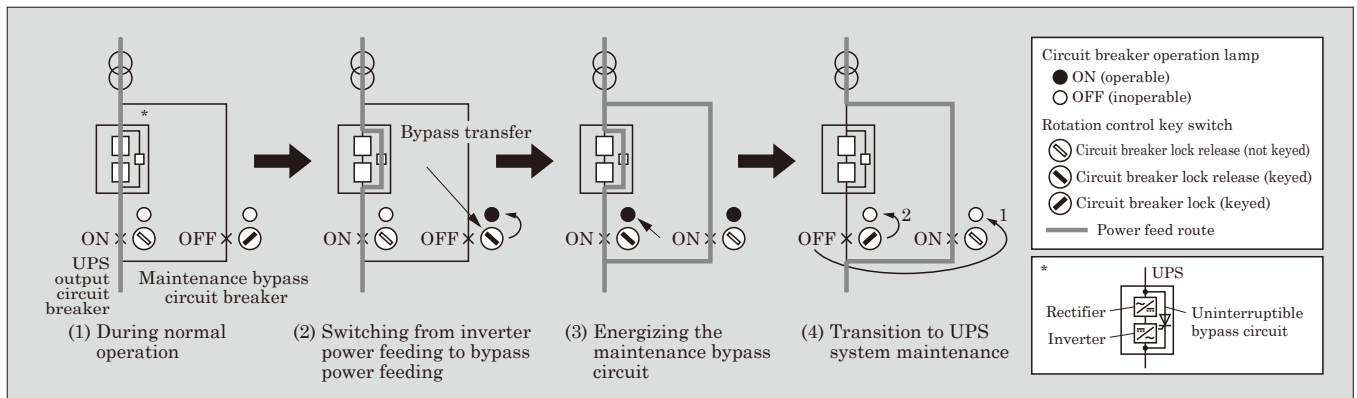 *
ON
OFF
UPS
output
circuit
breaker
Maintenance bypass
circuit breaker
(1) During normal
operation
Bypass transfer
ON
OFF
(2) Switching from inverter
power feeding to bypass
power feeding
ON
ON
(3) Energizing the
maintenance bypass
circuit
2
1
OFF
ON
(4) Transition to UPS
system maintenance
Circuit breaker operation lamp
ON (operable)
OFF (inoperable)
Rotation control key switch
Circuit breaker lock release (not keyed)
Circuit breaker lock release (keyed)
Circuit breaker lock (keyed)
Power feed route
*
UPS
Rectifier
Inverter
Uninterruptible
bypass circuit